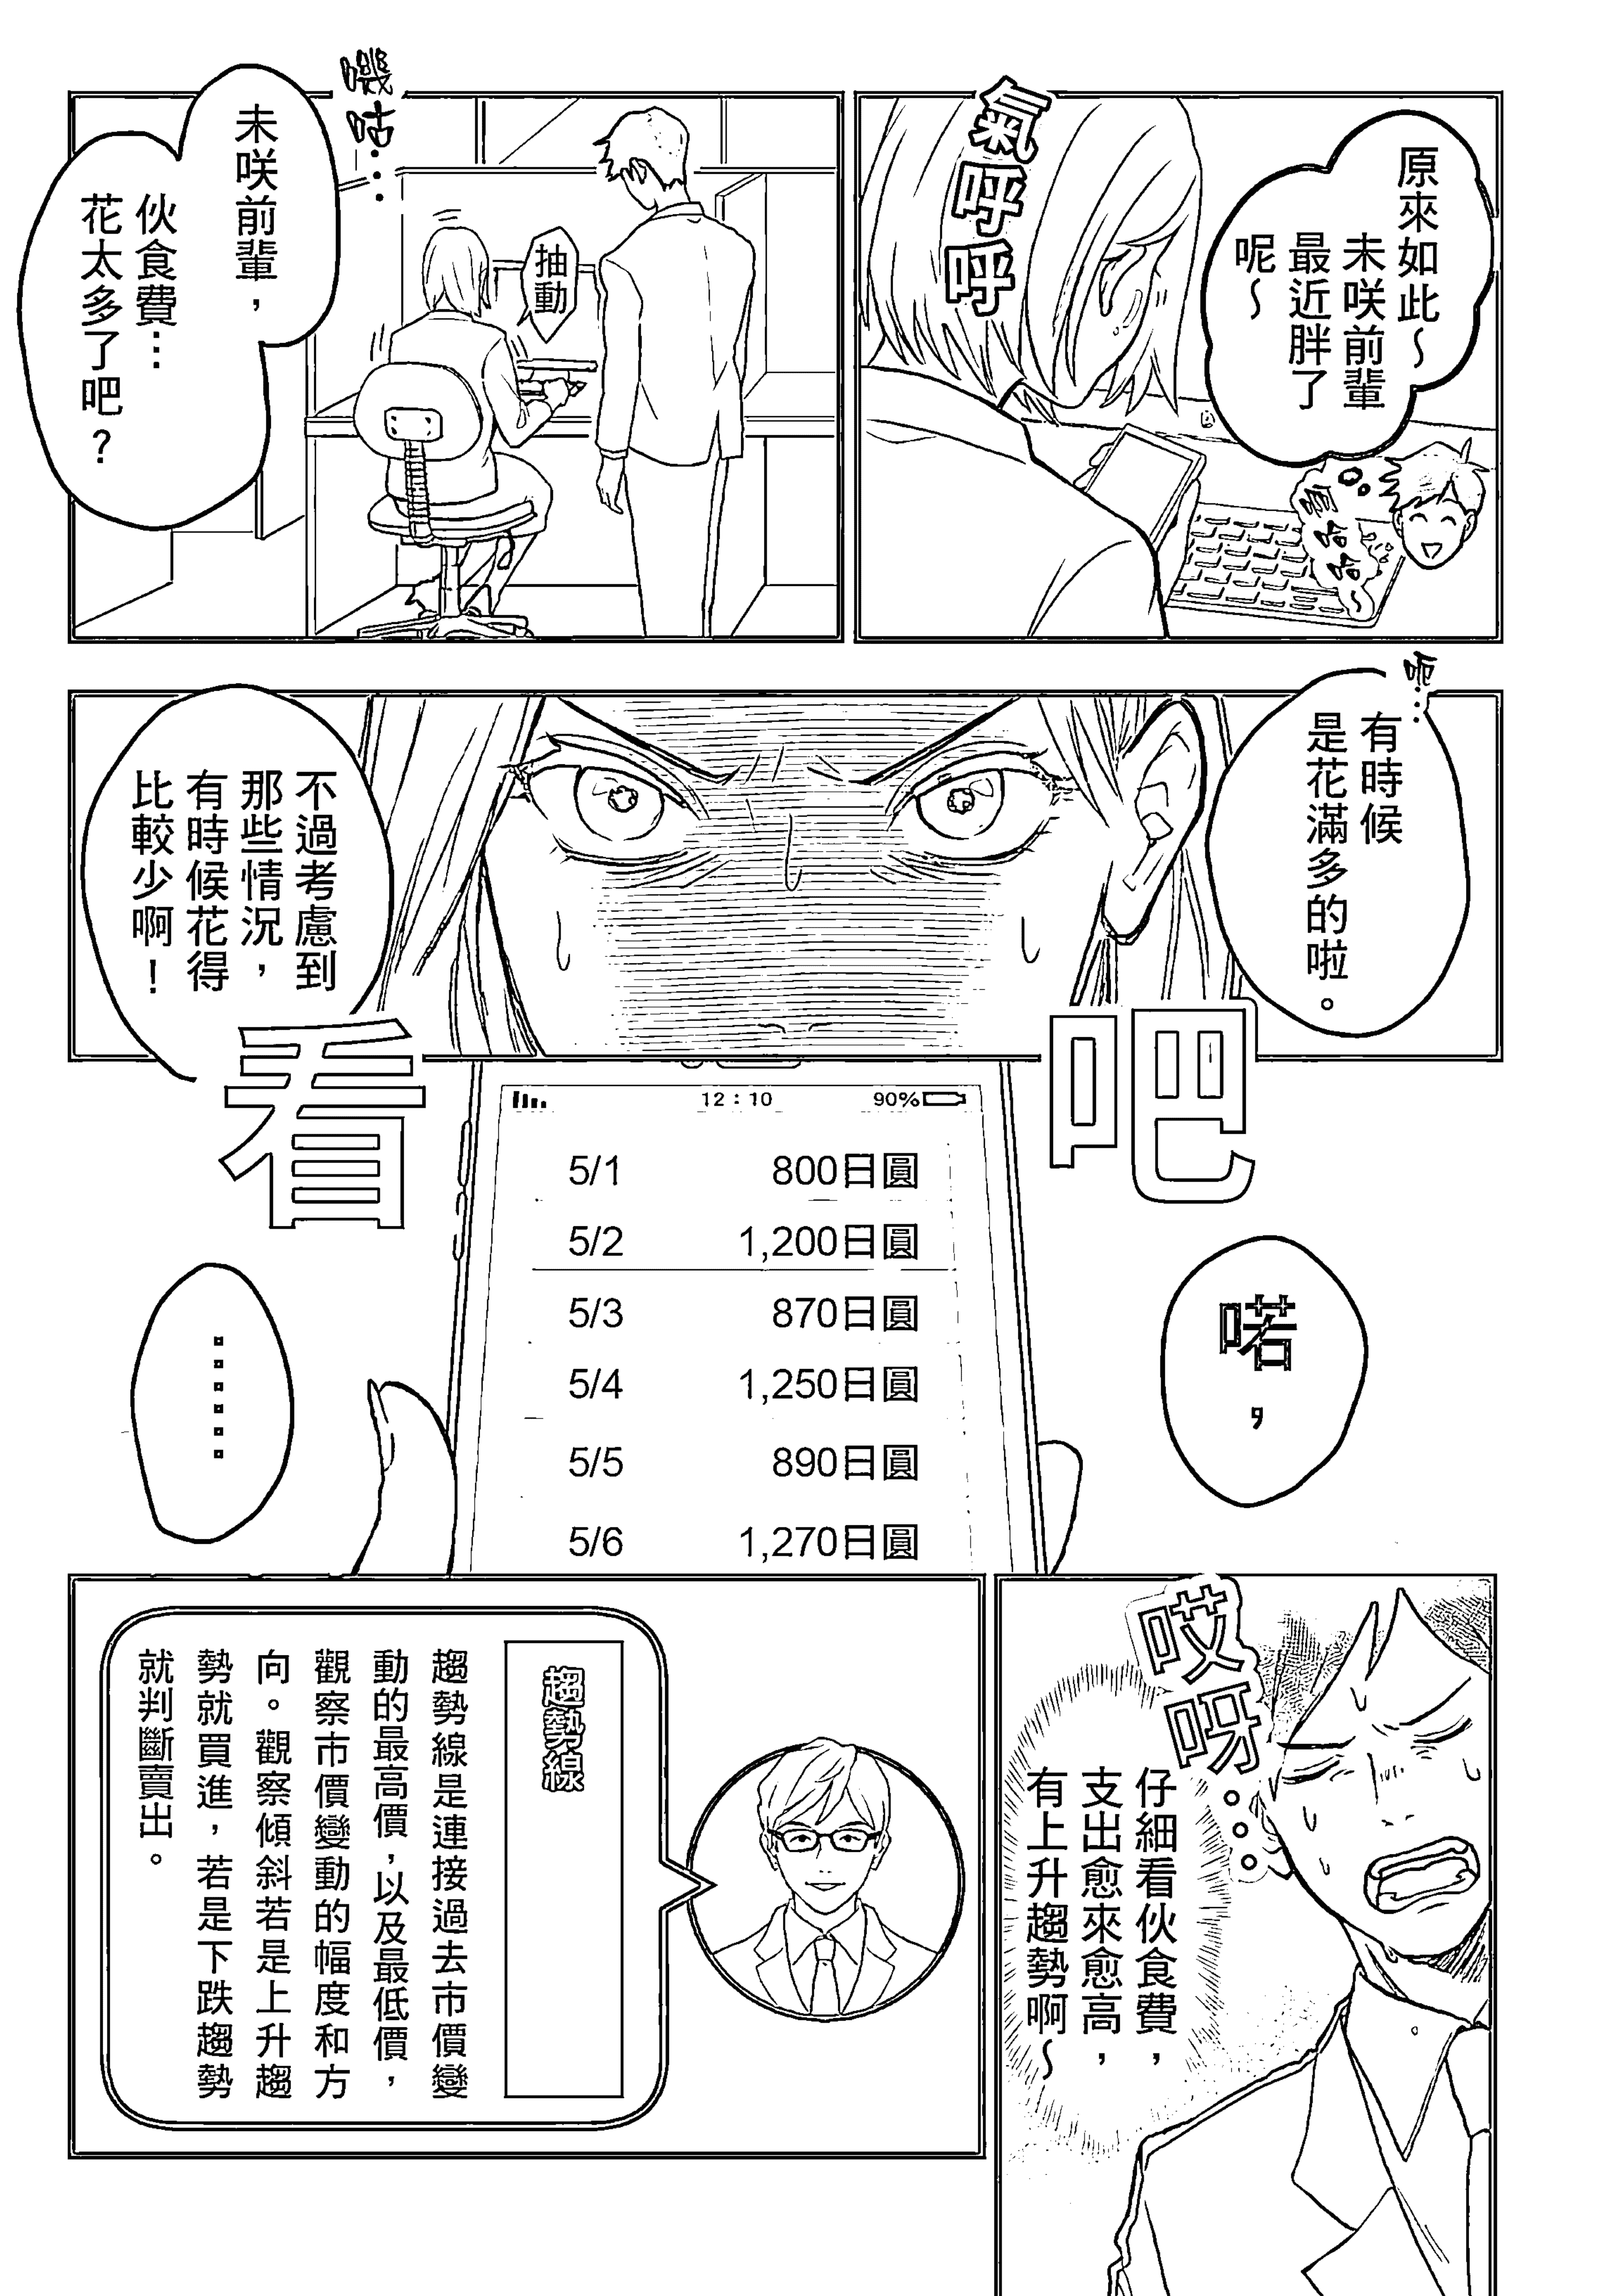 原來如此～
未咲前輩
最近胖了
呢～
呵
哈
哈
氣呼呼
嘰咕…
抽動
未咲前輩，
伙食費…
花太多了吧？
呃…
有時候
是花滿多的啦。
不過考慮到
那些情況，
有時候花得
比較少啊！
喏，
看
吧
12：10
90%
5/1 800日圓
5/2 1,200日圓
5/3 870日圓
5/4 1,250日圓
5/5 890日圓
5/6 1,270日圓
……
哎呀…
仔細看伙食費，
支出愈來愈高，
有上升趨勢啊～
趨勢線
趨勢線是連接過去市價變
動的最高價，以及最低價，
觀察市價變動的幅度和方
向。觀察傾斜若是上升趨
勢就買進，若是下跌趨勢
就判斷賣出。